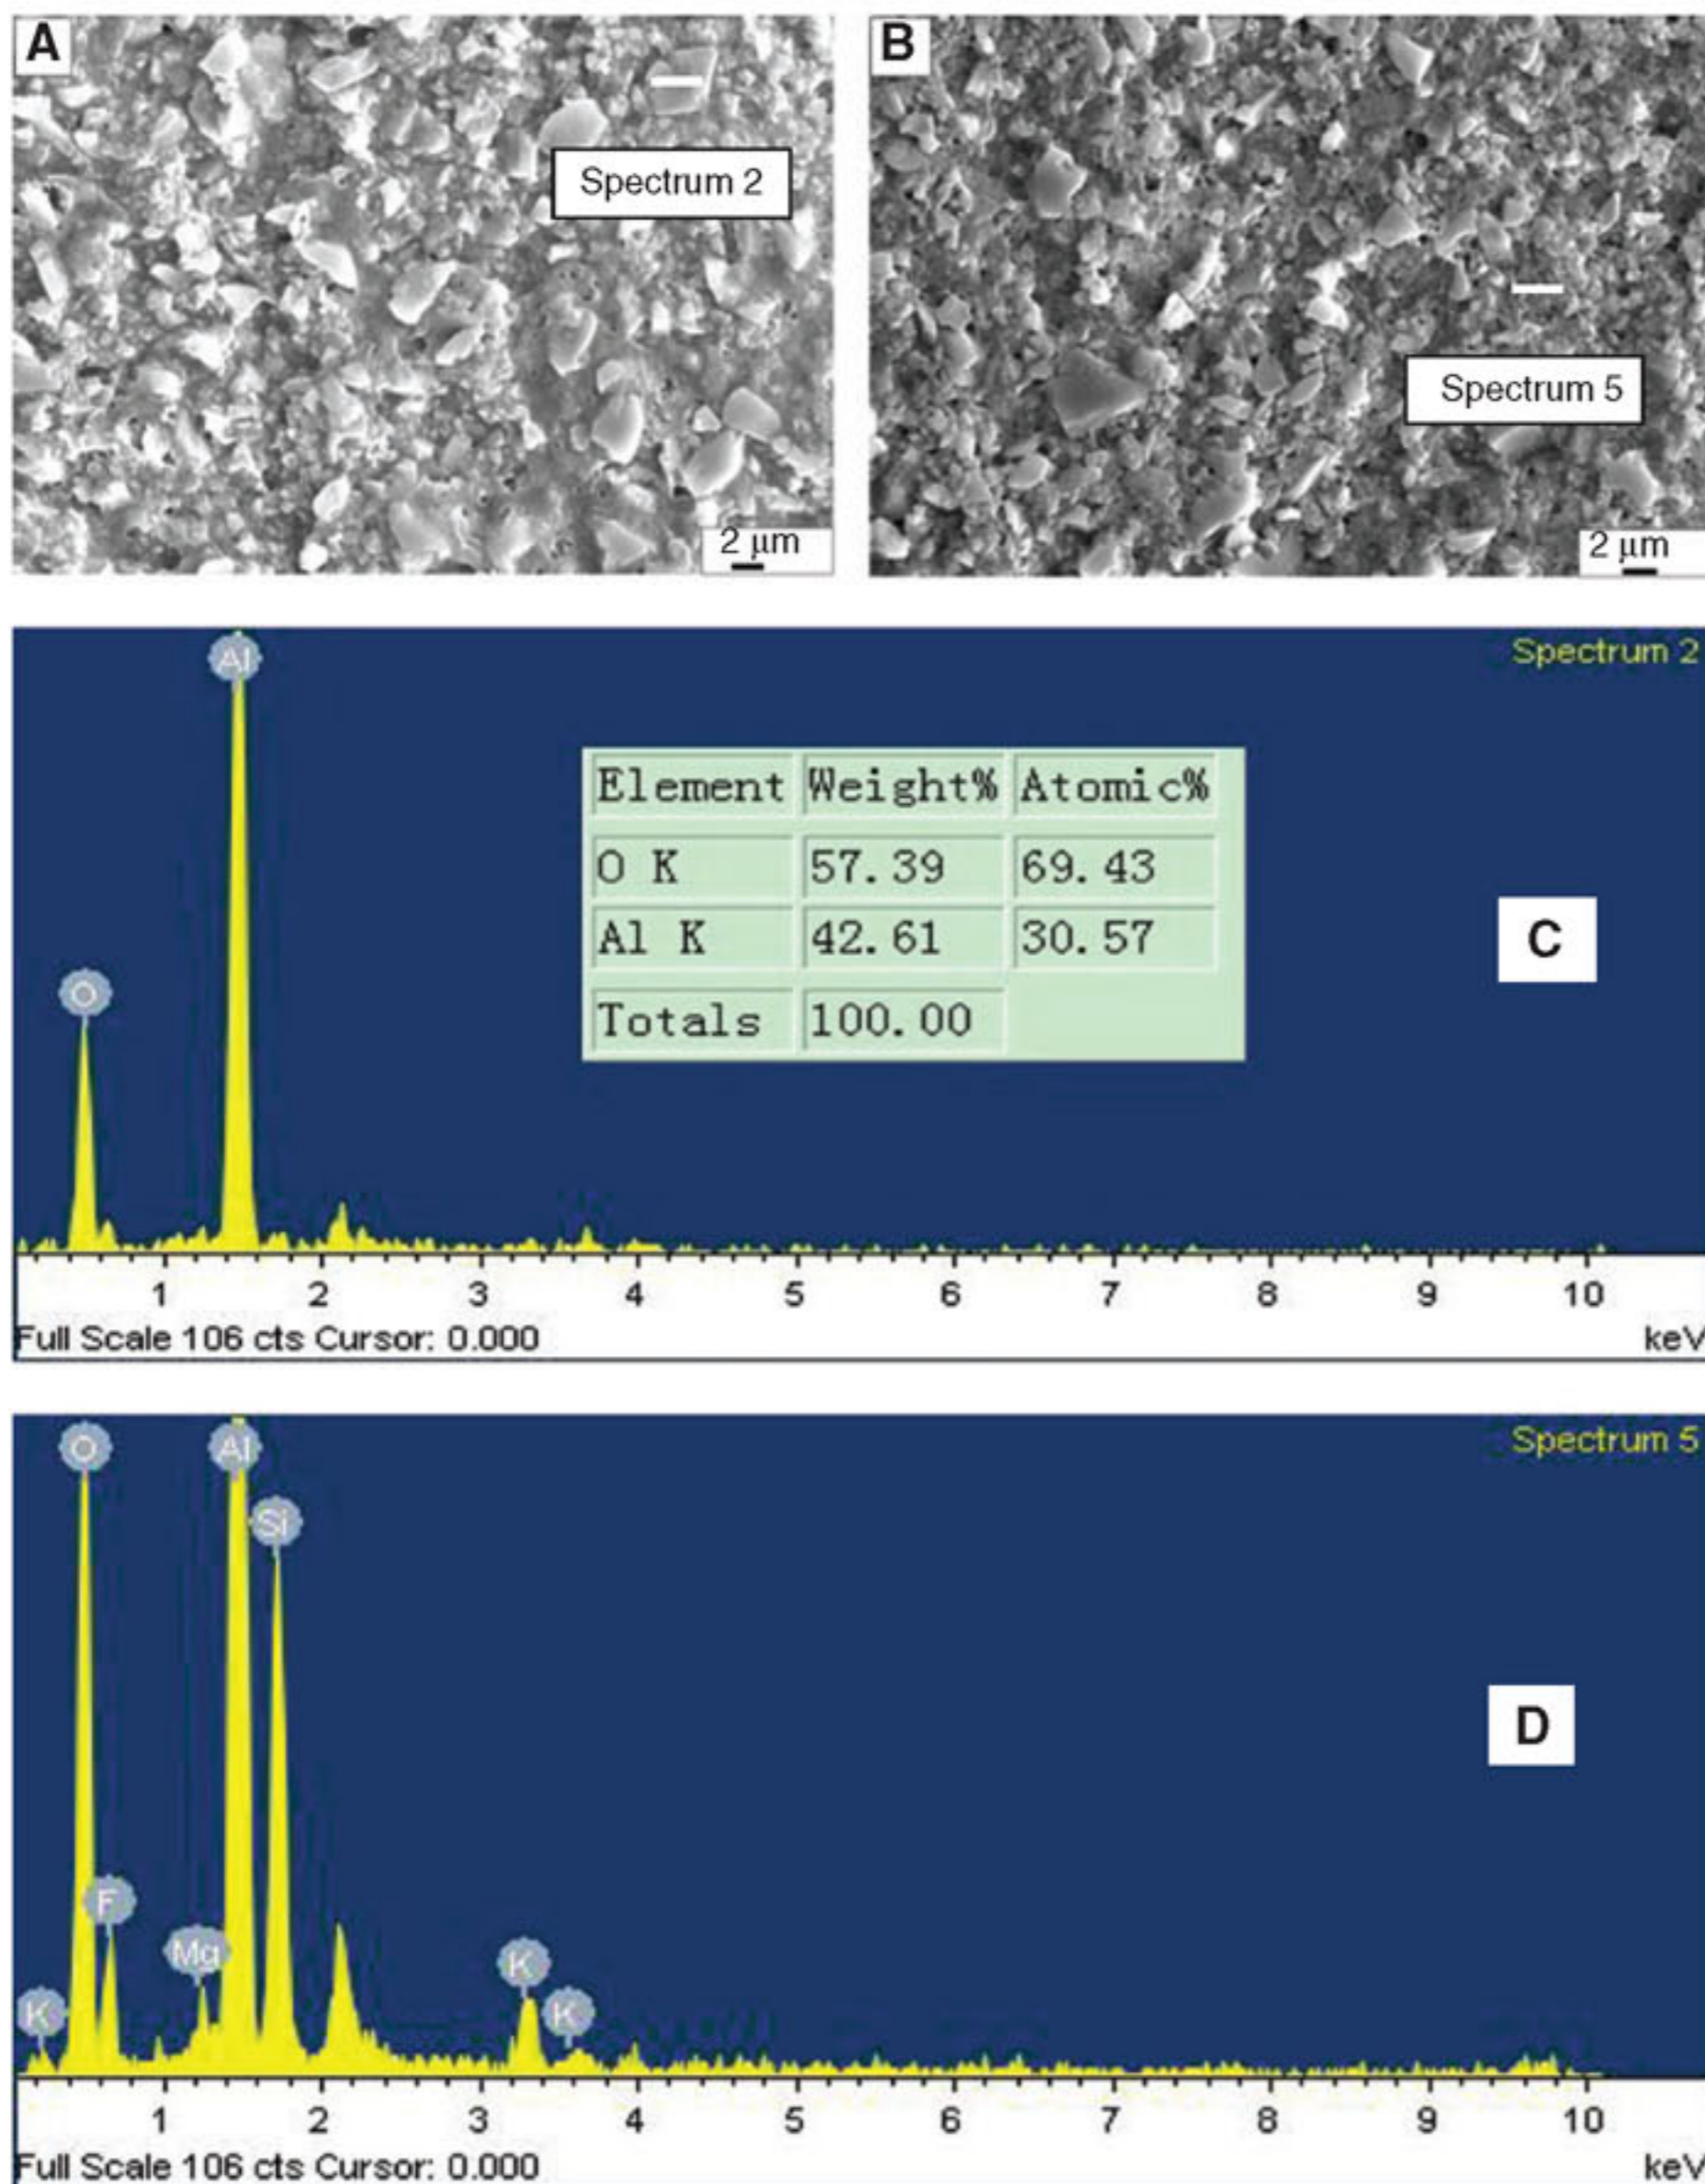 A
B
Spectrum 2
Spectrum 5
2 μm
2 μm
Spectrum 2
Al
O
Element Weight% Atomic%
O K 57.39 69.43
Al K 42.61 30.57
Totals 100.00
C
1 2 3 4 5 6 7 8 9 10
Full Scale 106 cts Cursor: 0.000 keV
Spectrum 5
O Al
Si
F
Mg
K K K
D
1 2 3 4 5 6 7 8 9 10
Full Scale 106 cts Cursor: 0.000 keV